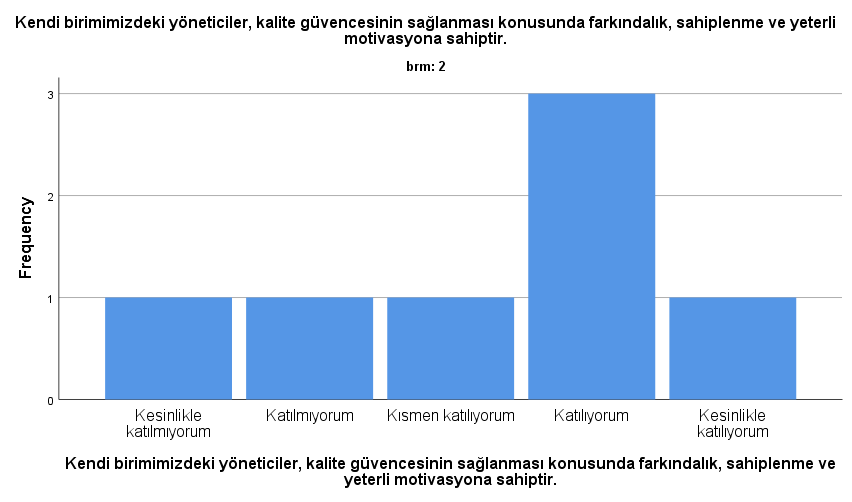 Kendi birimimizdeki yöneticiler, kalite güvencesinin sağlanması konusunda farkındalık, sahiplenme ve yeterli
motivasyona sahiptir.
brm: 2
Frequency
3
2
1
0
Kesinlikle
katılmıyorum
Katılmıyorum
Kısmen katılıyorum
Katılıyorum
Kesinlikle
katılıyorum
Kendi birimimizdeki yöneticiler, kalite güvencesinin sağlanması konusunda farkındalık, sahiplenme ve
yeterli motivasyona sahiptir.